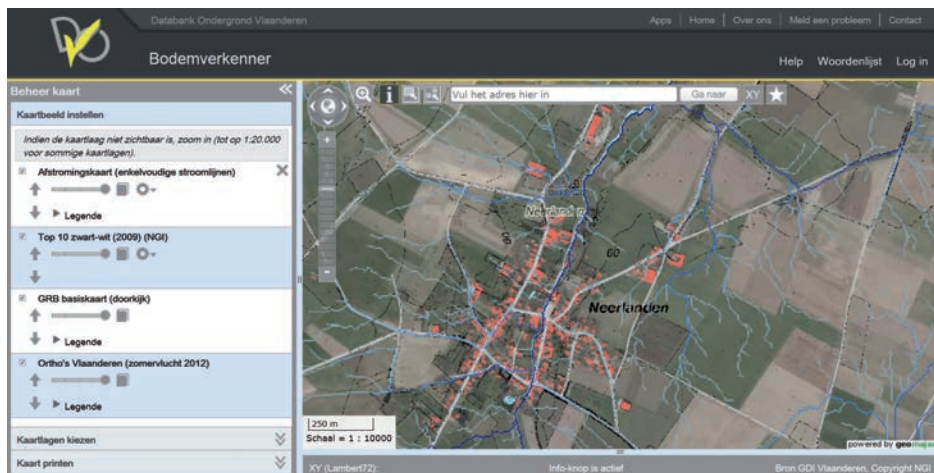 Databank Ondergrond Vlaanderen
Apps | Home | Over ons | Meld een probleem | Contact
Bodemverkenner
Help Woordenlijst Log in
Beheer kaart
Kaartbeeld instellen
Indien de kaartlaag niet zichtbaar is, zoom in (tot op 1:20.000
voor sommige kaartlagen).
Afstromingskaart (enkelvoudige stroomlijnen)
Legende
Top 10 zwart-wit (2009) (NGI)
GRB basiskaart (doorkijk)
Legende
Ortho's Vlaanderen (zomervlucht 2012)
Legende
Kaartlagen kiezen
Kaart printen
Vul het adres hier in
Ga naar
XY
Neerlanden
60
Neerlanden
250 m
Schaal = 1 : 10000
powered by geomajas
XY (Lambert72):
Info-knop is actief
Bron GDI Vlaanderen, Copyright NGI